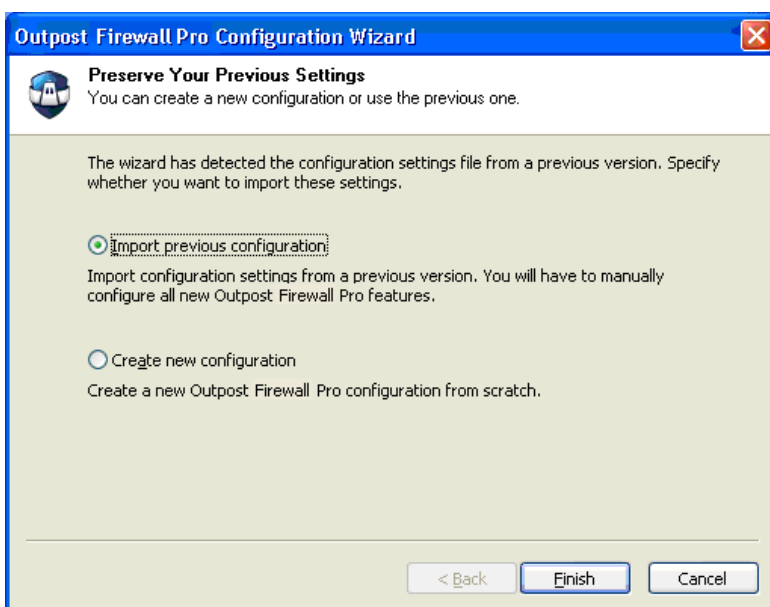 Outpost Firewall Pro Configuration Wizard
Preserve Your Previous Settings
You can create a new configuration or use the previous one.
The wizard has detected the configuration settings file from a previous version. Specify
whether you want to import these settings.
Import previous configuration
Import configuration settings from a previous version. You will have to manually
configure all new Outpost Firewall Pro features.
Create new configuration
Create a new Outpost Firewall Pro configuration from scratch.
< Back
Finish
Cancel